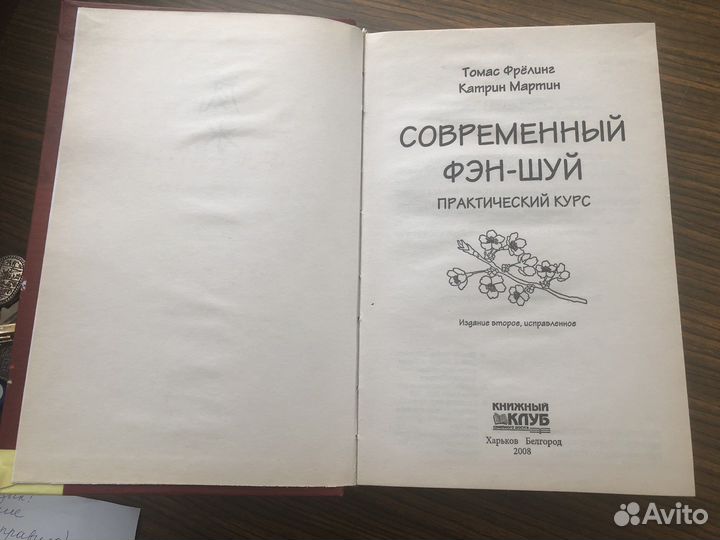 Томас Фрёлинг
Катрин Мартин
СОВРЕМЕННЫЙ
ФЭН-ШУЙ
ПРАКТИЧЕСКИЙ КУРС
Издание второе, исправленное
КНИЖНЫЙ
КЛУБ
Харьков Белгород
2008
Avito